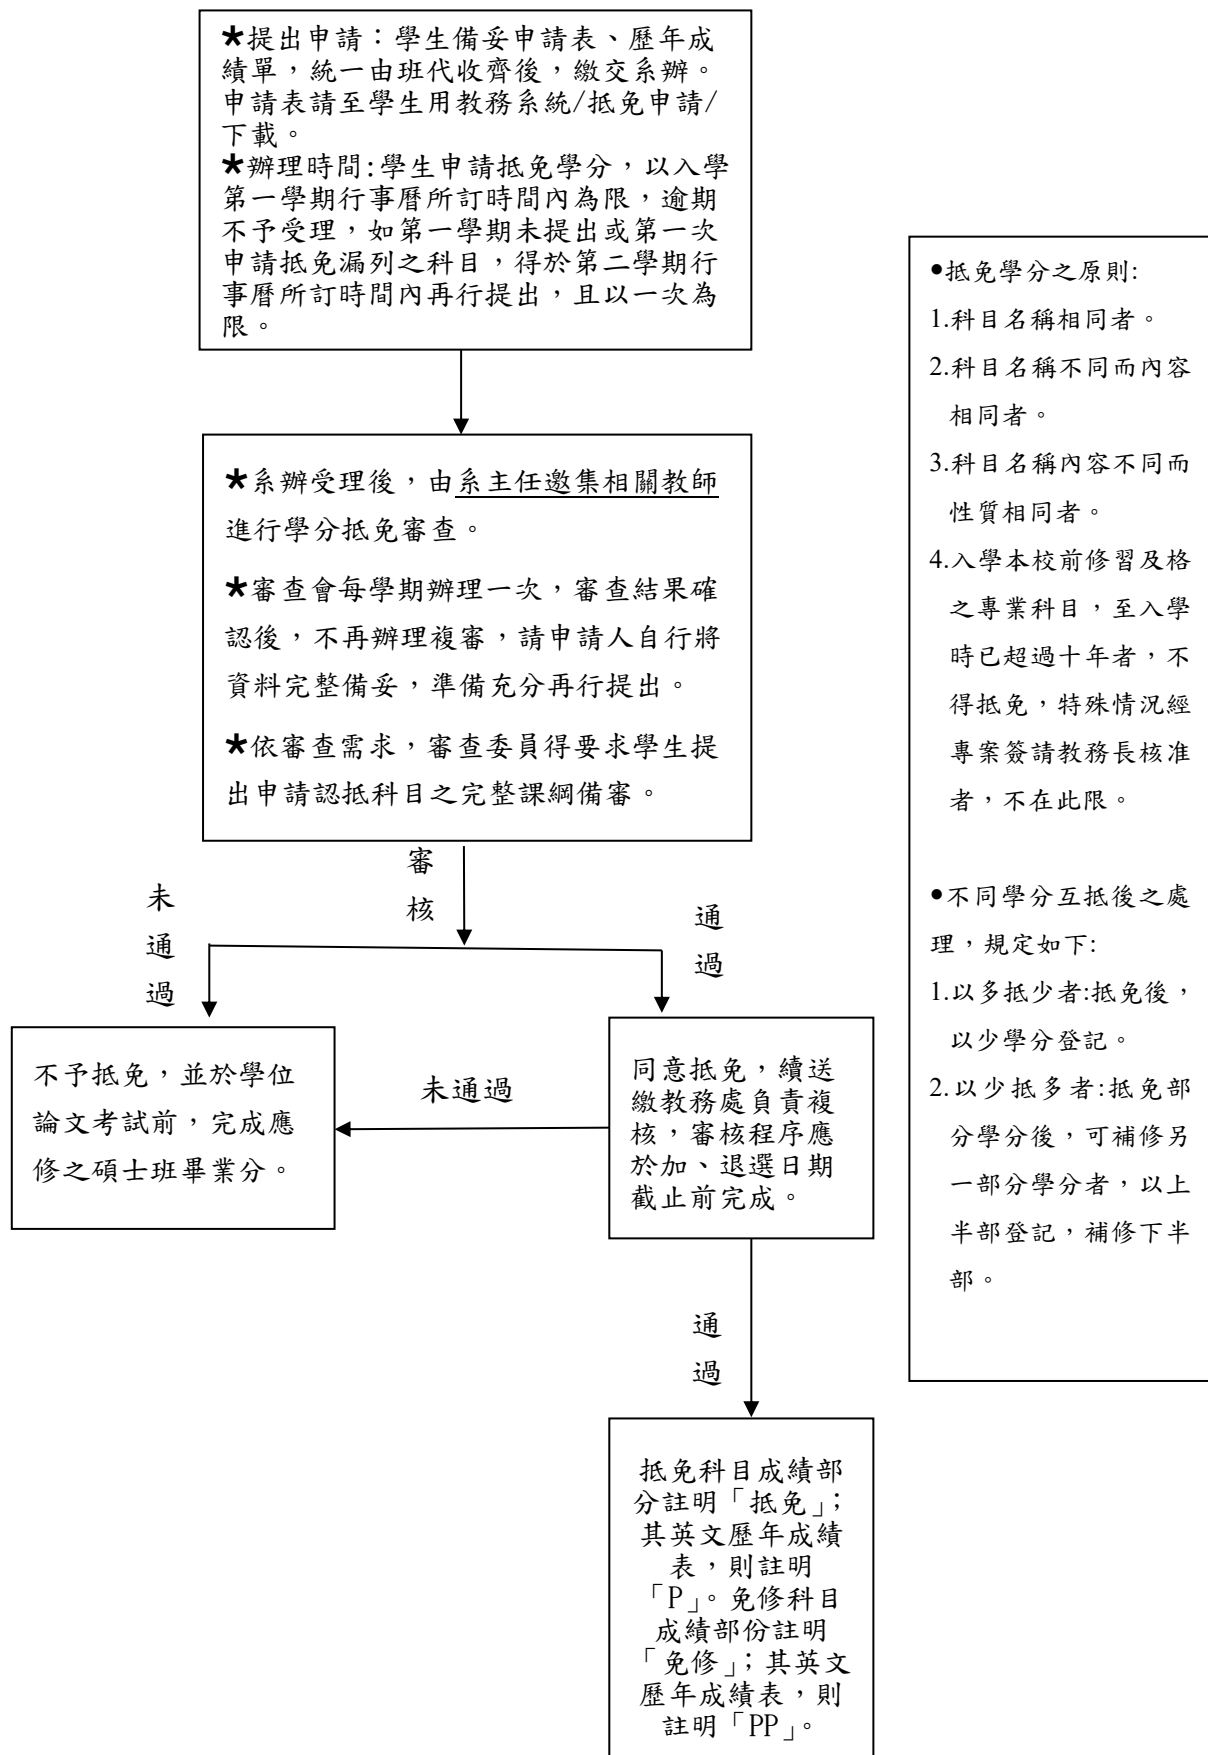 ★提出申請：學生備妥申請表、歷年成
績單，統一由班代收齊後，繳交系辦。
申請表請至學生用教務系統/抵免申請/
下載。
★辦理時間:學生申請抵免學分，以入學
第一學期行事曆所訂時間內為限，逾期
不予受理，如第一學期未提出或第一次
申請抵免漏列之科目，得於第二學期行
事曆所訂時間內再行提出，且以一次為
限。
★系辦受理後，由系主任邀集相關教師
進行學分抵免審查。
★審查會每學期辦理一次，審查結果確
認後，不再辦理複審，請申請人自行將
資料完整備妥，準備充分再行提出。
★依審查需求，審查委員得要求學生提
出申請認抵科目之完整課綱備審。
審核
未通過
通過
不予抵免，並於學位
論文考試前，完成應
修之碩士班畢業分。
未通過
同意抵免，續送
繳教務處負責複
核，審核程序應
於加、退選日期
截止前完成。
通過
抵免科目成績部
分註明「抵免」；
其英文歷年成績
表，則註明
「P」。免修科目
成績部份註明
「免修」；其英文
歷年成績表，則
註明「PP」。
●抵免學分之原則:
1.科目名稱相同者。
2.科目名稱不同而內容
相同者。
3.科目名稱內容不同而
性質相同者。
4.入學本校前修習及格
之專業科目，至入學
時已超過十年者，不
得抵免，特殊情況經
專案簽請教務長核准
者，不在此限。
●不同學分互抵後之處
理，規定如下:
1.以多抵少者:抵免後，
以少學分登記。
2.以少抵多者:抵免部
分學分後，可補修另
一部分學分者，以上
半部登記，補修下半
部。